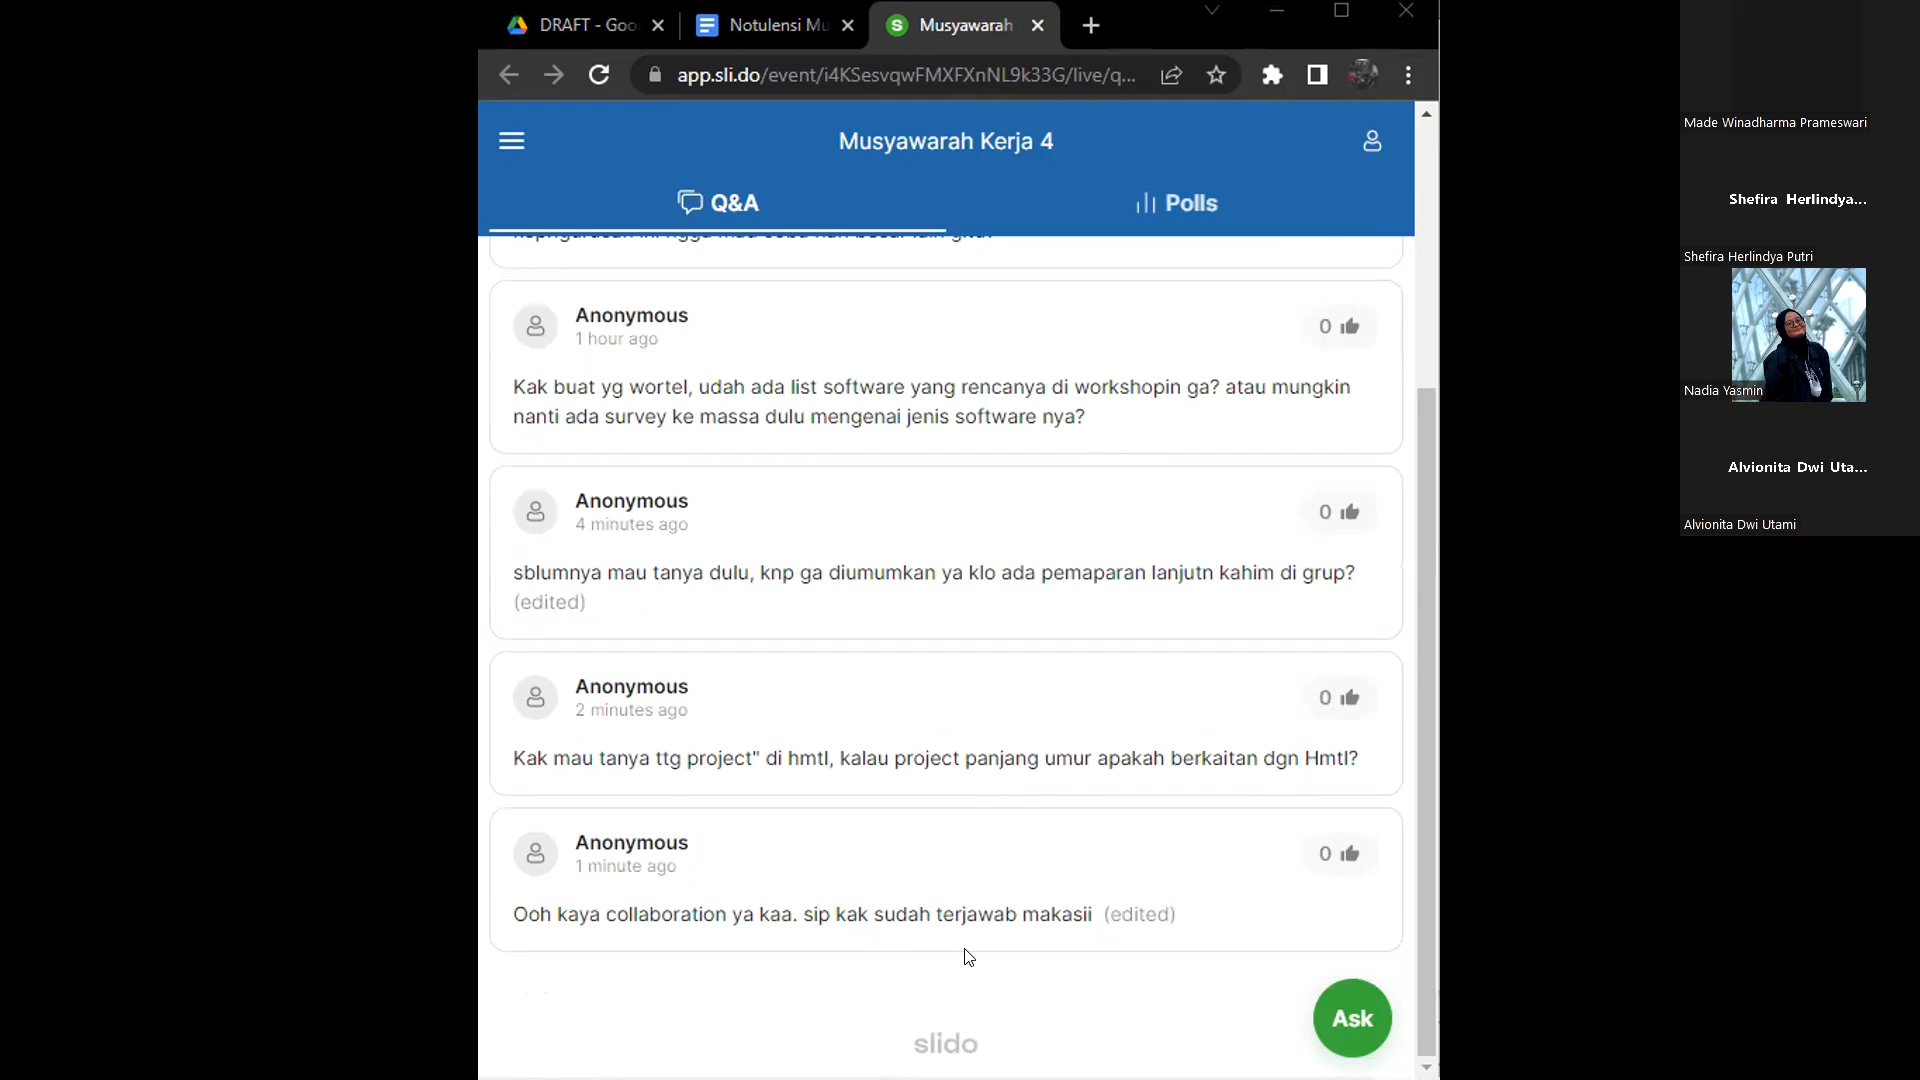 DRAFT - Goo
Notulensi Mu
Musyawarah
app.sli.do/event/i4KSesvqwFMXFXnNL9k33G/live/q...
Musyawarah Kerja 4
Q&A
Polls
Anonymous
1 hour ago
0
Kak buat yg wortel, udah ada list software yang rencanya di workshopin ga? atau mungkin
nanti ada survey ke massa dulu mengenai jenis software nya?
Anonymous
4 minutes ago
0
sblumnya mau tanya dulu, knp ga diumumkan ya klo ada pemaparan lanjutn kahim di grup?
(edited)
Anonymous
2 minutes ago
0
Kak mau tanya ttg project" di hmtl, kalau project panjang umur apakah berkaitan dgn Hmtl?
Anonymous
1 minute ago
0
Ooh kaya collaboration ya kaa. sip kak sudah terjawab makasii (edited)
Ask
slido
Made Winadharma Prameswari
Shefira Herlindya...
Shefira Herlindya Putri
Nadia Yasmin
Alvionita Dwi Uta...
Alvionita Dwi Utami